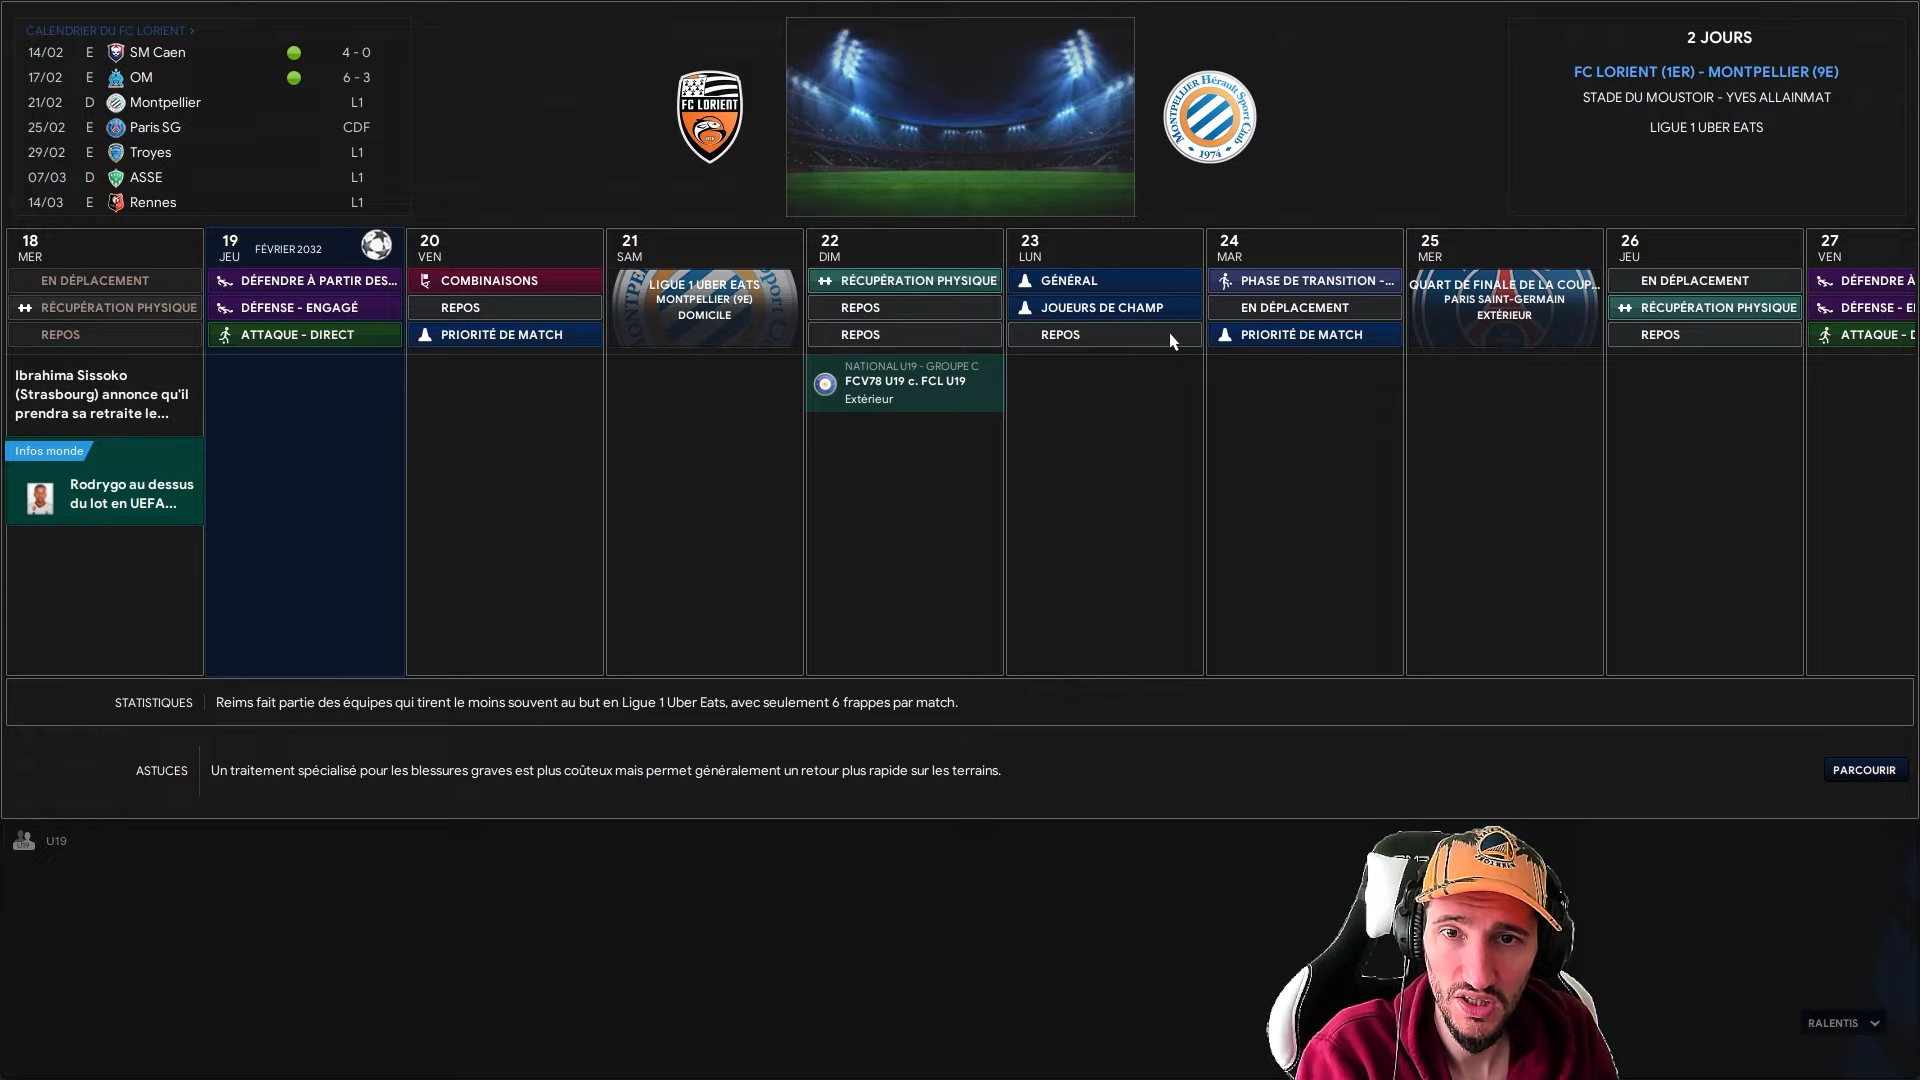 CALENDRIER DU FC LORIENT >
14/02 E SM Caen 4 - 0
17/02 E OM 6 - 3
21/02 D Montpellier L1
25/02 E Paris SG CDF
29/02 E Troyes L1
07/03 D ASSE L1
14/03 E Rennes L1
FC LORIENT
MONTPELLIER Hérault Sport Club
1974
2 JOURS
FC LORIENT (1ER) - MONTPELLIER (9E)
STADE DU MOUSTOIR - YVES ALLAINMAT
LIGUE 1 UBER EATS
18
MER
EN DÉPLACEMENT
RÉCUPÉRATION PHYSIQUE
REPOS
Ibrahima Sissoko
(Strasbourg) annonce qu'il
prendra sa retraite le...
Infos monde
Rodrygo au dessus
du lot en UEFA...
19
JEU FÉVRIER 2032
DÉFENDRE À PARTIR DES...
DÉFENSE - ENGAGÉ
ATTAQUE - DIRECT
20
VEN
COMBINAISONS
REPOS
PRIORITÉ DE MATCH
21
SAM
LIGUE 1 UBER EATS
MONTPELLIER (9E)
DOMICILE
22
DIM
RÉCUPÉRATION PHYSIQUE
REPOS
REPOS
NATIONAL U19 - GROUPE C
FCV78 U19 c. FCL U19
Extérieur
23
LUN
GÉNÉRAL
JOUEURS DE CHAMP
REPOS
24
MAR
PHASE DE TRANSITION -...
EN DÉPLACEMENT
PRIORITÉ DE MATCH
25
MER
QUART DE FINALE DE LA COUP...
PARIS SAINT-GERMAIN
EXTÉRIEUR
26
JEU
EN DÉPLACEMENT
RÉCUPÉRATION PHYSIQUE
REPOS
27
VEN
DÉFENDRE À
DÉFENSE - E
ATTAQUE - D
STATISTIQUES Reims fait partie des équipes qui tirent le moins souvent au but en Ligue 1 Uber Eats, avec seulement 6 frappes par match.
ASTUCES Un traitement spécialisé pour les blessures graves est plus coûteux mais permet généralement un retour plus rapide sur les terrains.
PARCOURIR
U19
U19
RALENTIS